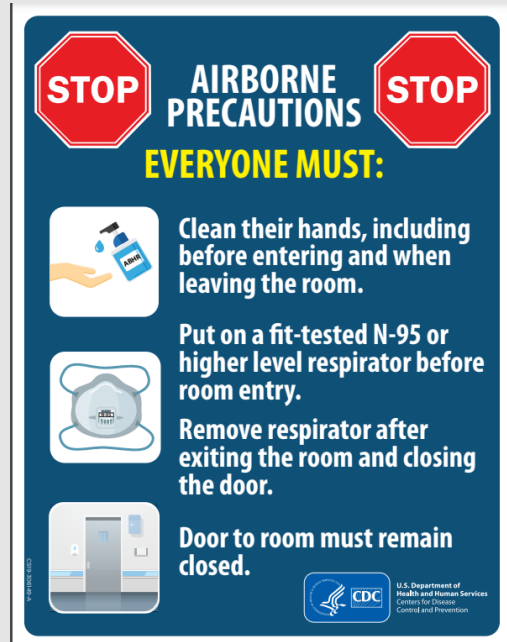 STOP
AIRBORNE
PRECAUTIONS
STOP
EVERYONE MUST:
ABHR
Clean their hands, including
before entering and when
leaving the room.
Put on a fit-tested N-95 or
higher level respirator before
room entry.
Remove respirator after
exiting the room and closing
the door.
Door to room must remain
closed.
CDC
U.S. Department of
Health and Human Services
Centers for Disease
Control and Prevention